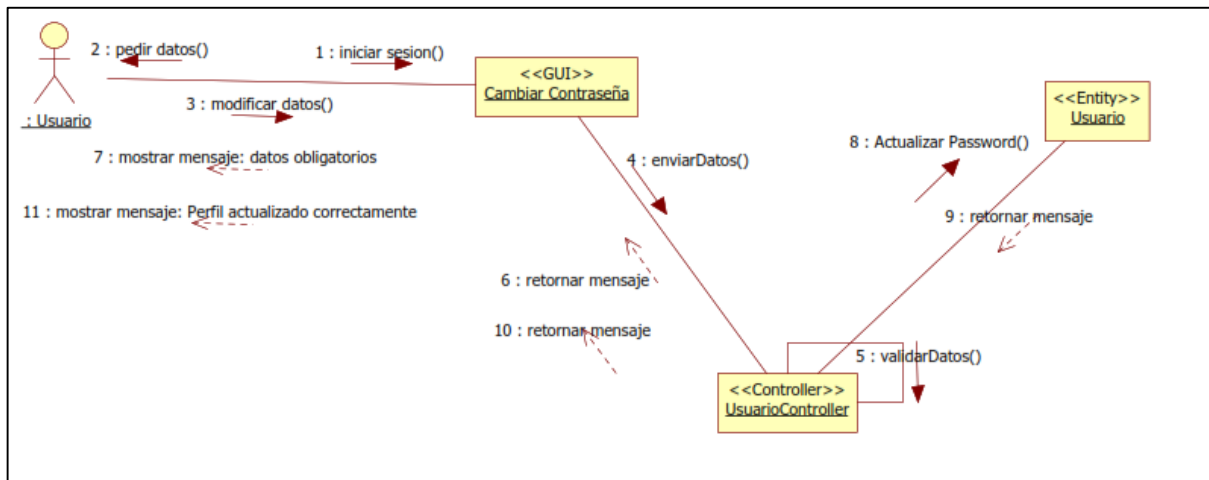 2 : pedir datos()
1 : iniciar sesion()
<<GUI>>
Cambiar Contraseña
<<Entity>>
Usuario
3 : modificar datos()
: Usuario
7 : mostrar mensaje: datos obligatorios
4 : enviarDatos()
8 : Actualizar Password()
11 : mostrar mensaje: Perfil actualizado correctamente
9 : retornar mensaje
6 : retornar mensaje
10 : retornar mensaje
5 : validarDatos()
<<Controller>>
UsuarioController